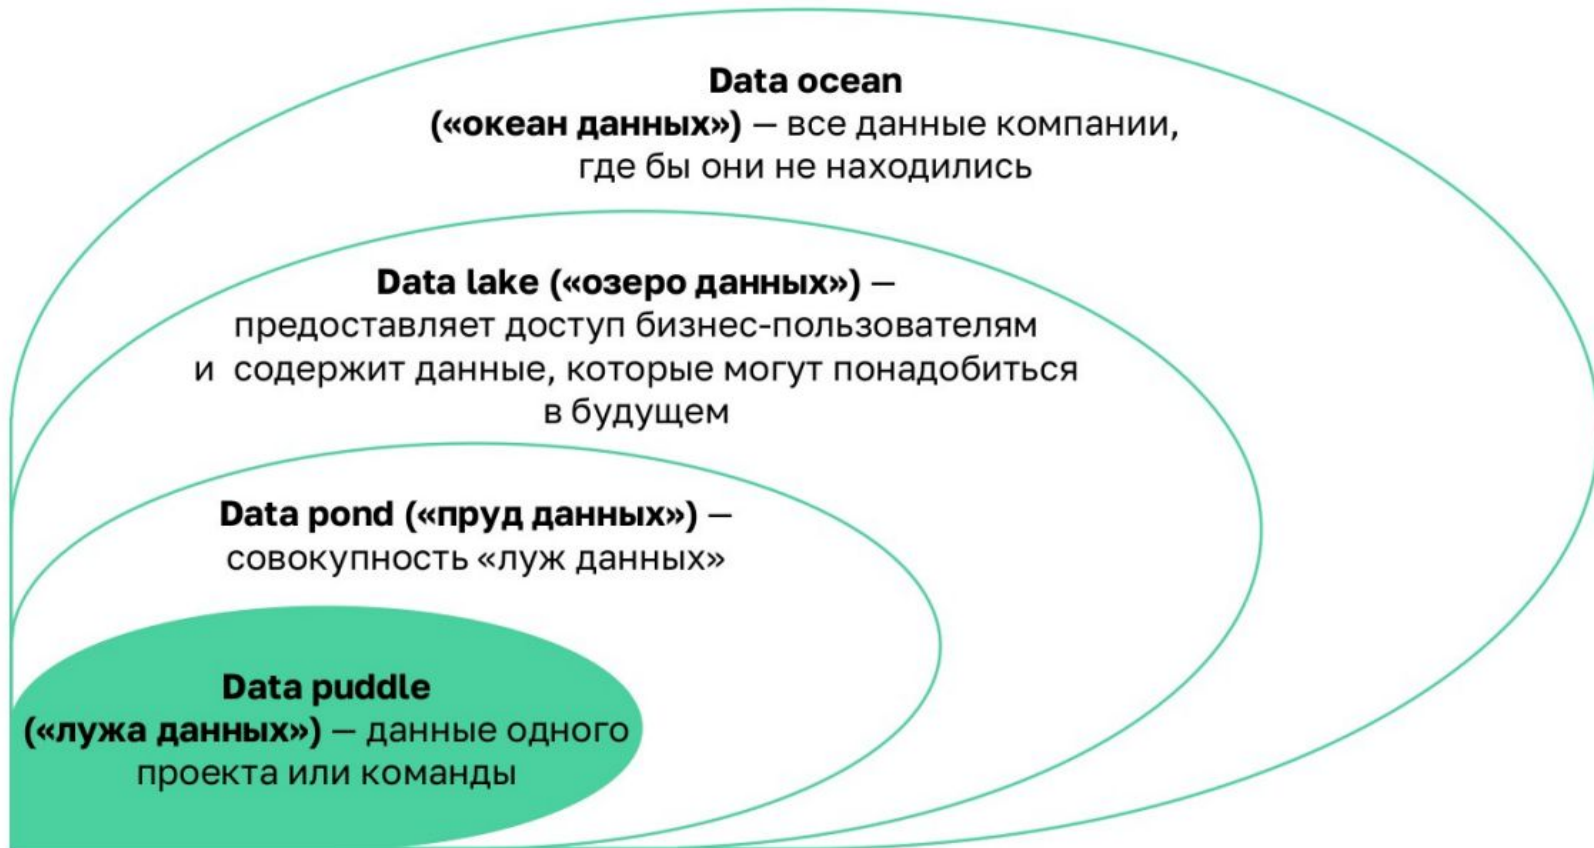 Data ocean
(«океан данных») — все данные компании,
где бы они не находились
Data lake («озеро данных») —
предоставляет доступ бизнес-пользователям
и содержит данные, которые могут понадобиться
в будущем
Data pond («пруд данных») —
совокупность «луж данных»
Data puddle
(«лужа данных») — данные одного
проекта или команды